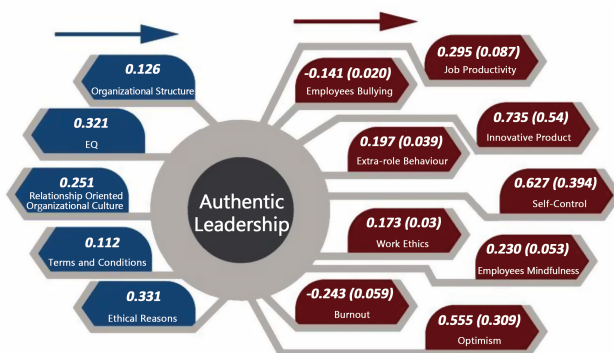 0.126
Organizational Structure
0.321
EQ
0.251
Relationship Oriented
Organizational Culture
0.112
Terms and Conditions
0.331
Ethical Reasons
Authentic
Leadership
-0.141 (0.020)
Employees Bullying
0.295 (0.087)
Job Productivity
0.197 (0.039)
Extra-role Behaviour
0.735 (0.54)
Innovative Product
0.627 (0.394)
Self-Control
0.173 (0.03)
Work Ethics
0.230 (0.053)
Employees Mindfulness
-0.243 (0.059)
Burnout
0.555 (0.309)
Optimism